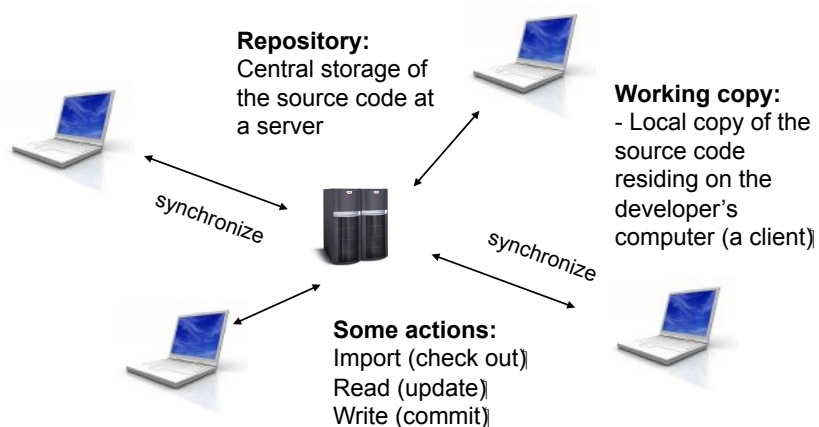 Repository:
Central storage of
the source code at
a server
Working copy:
- Local copy of the
source code
residing on the
developer's
computer (a client)
synchronize
synchronize
Some actions:
Import (check out)
Read (update)
Write (commit)